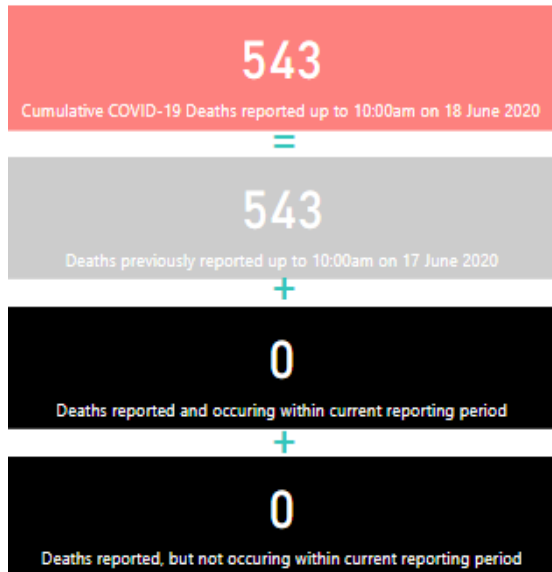 543
Cumulative COVID-19 Deaths reported up to 10:00am on 18 June 2020
=
543
Deaths previously reported up to 10:00am on 17 June 2020
+
0
Deaths reported and occuring within current reporting period
+
0
Deaths reported, but not occuring within current reporting period